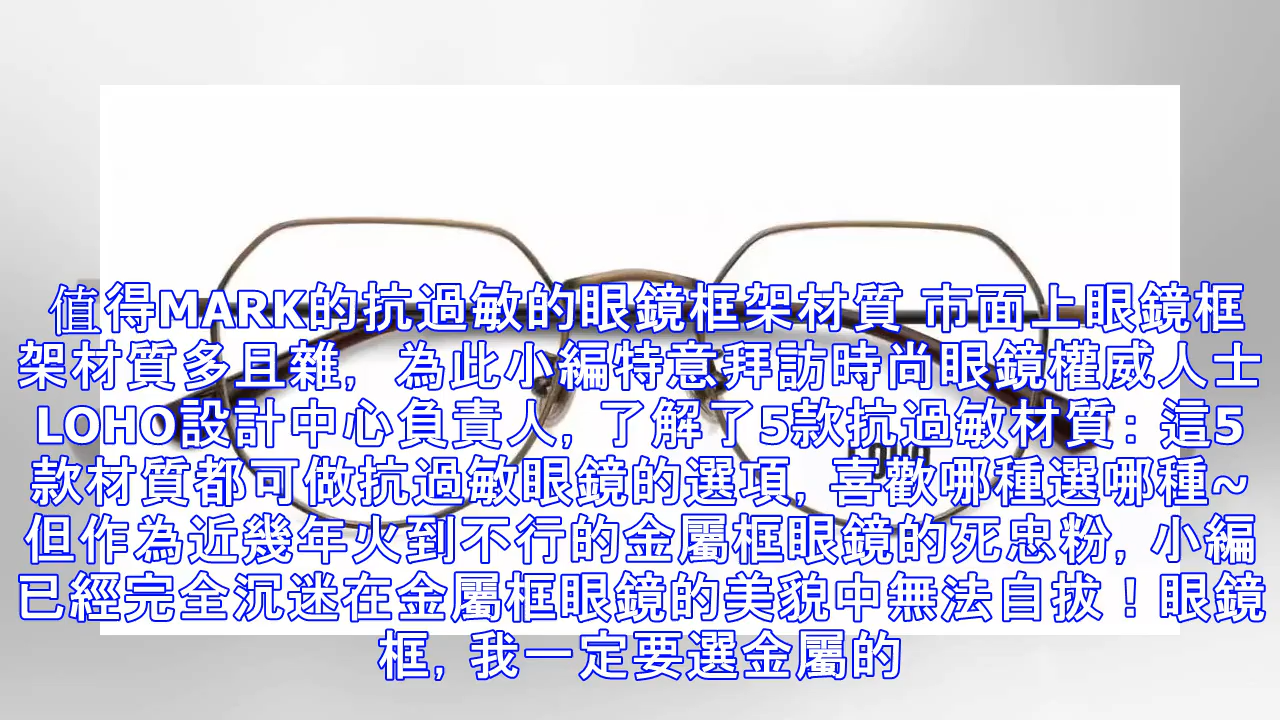 值得MARK的抗過敏的眼鏡框架材質 市面上眼鏡框
架材質多且雜, 為此小編特意拜訪時尚眼鏡權威人士
LOHO設計中心負責人, 了解了5款抗過敏材質: 這5
款材質都可做抗過敏眼鏡的選項, 喜歡哪種選哪種~
但作為近幾年火到不行的金屬框眼鏡的死忠粉, 小編
已經完全沉迷在金屬框眼鏡的美貌中無法自拔！眼鏡
框, 我一定要選金屬的
LOHO